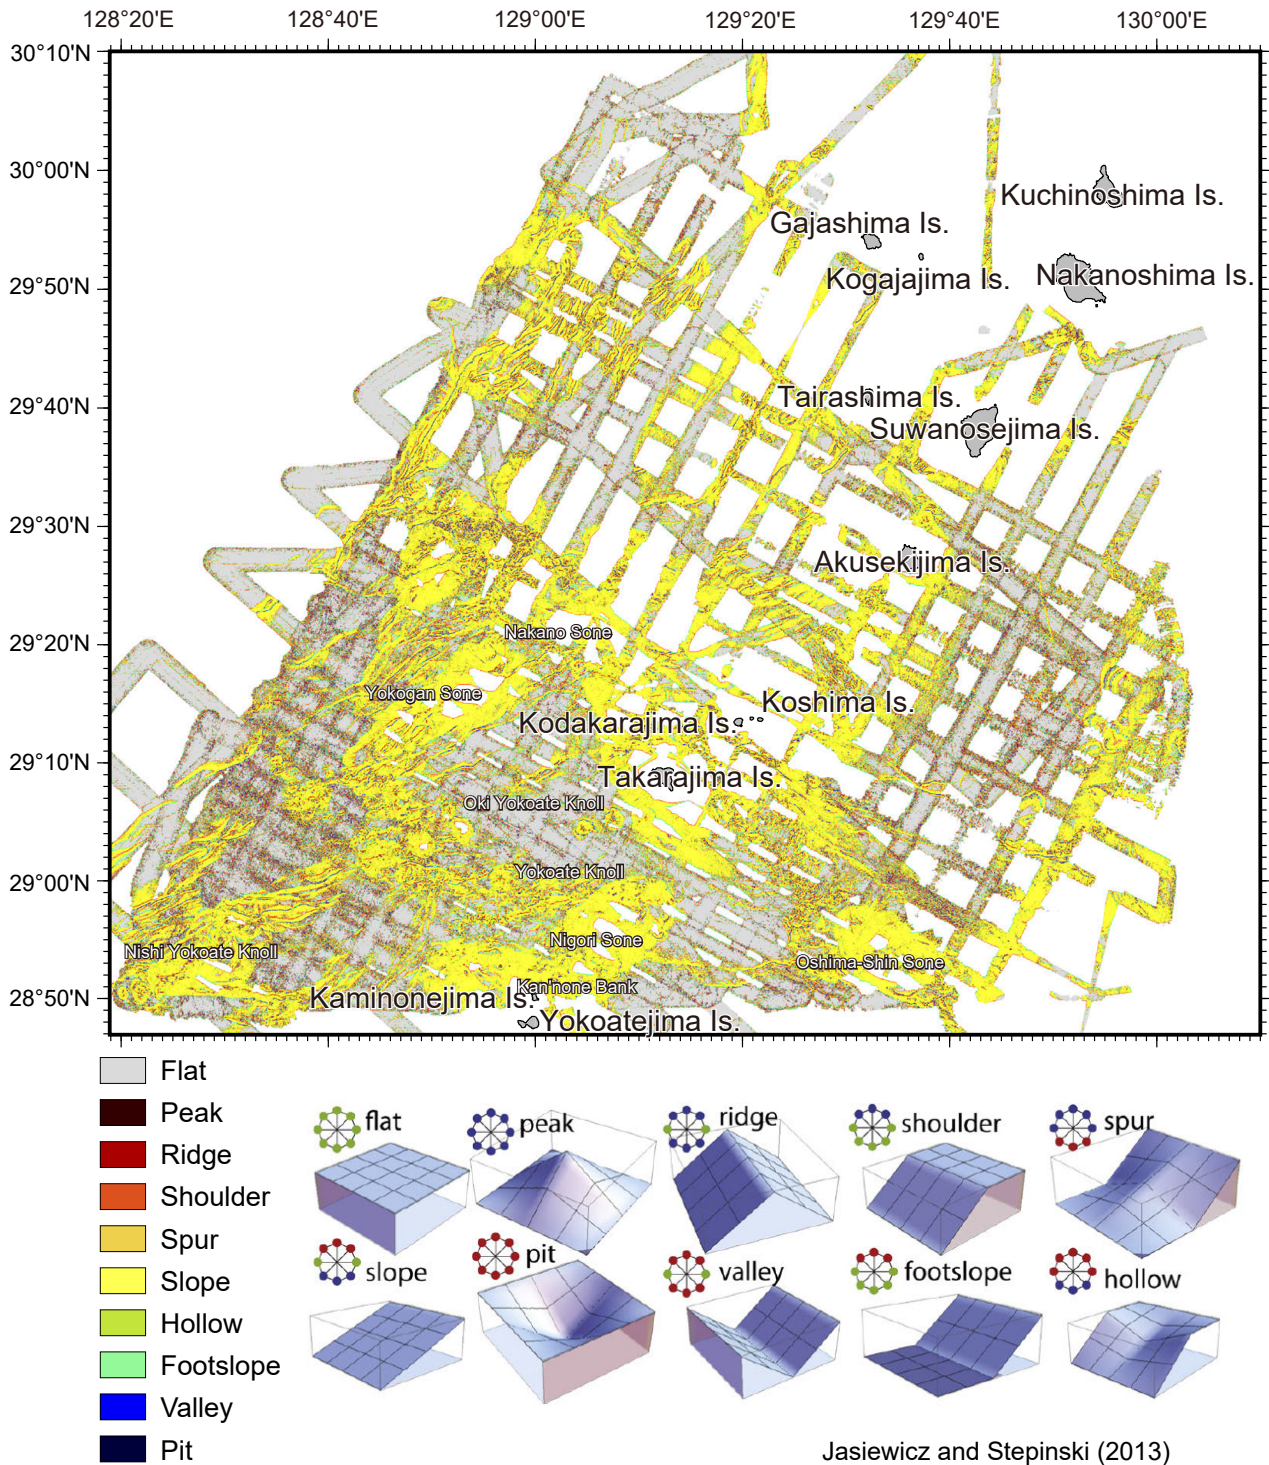 128°20'E 128°40'E 129°00'E 129°20'E 129°40'E 130°00'E
30°10'N
30°00'N
Kuchinoshima Is.
Gajashima Is.
Kogajajima Is.
Nakanoshima Is.
29°50'N
29°40'N
Tairashima Is.
Suwanosejima Is.
29°30'N
Akusekijima Is.
29°20'N
Nakano Sone
Yokogan Sone
Koshima Is.
Kodakarajima Is.
29°10'N
Takarajima Is.
Oki Yokoate Knoll
Yokoate Knoll
29°00'N
Nigori Sone
Nishi Yokoate Knoll
Oshima-Shin Sone
Kan'none Bank
28°50'N
Kaminonejima Is.
Yokoatejima Is.
Flat
Peak
Ridge
Shoulder
Spur
Slope
Hollow
Footslope
Valley
Pit
flat peak ridge shoulder spur
slope pit valley footslope hollow
Jasiewicz and Stepinski (2013)